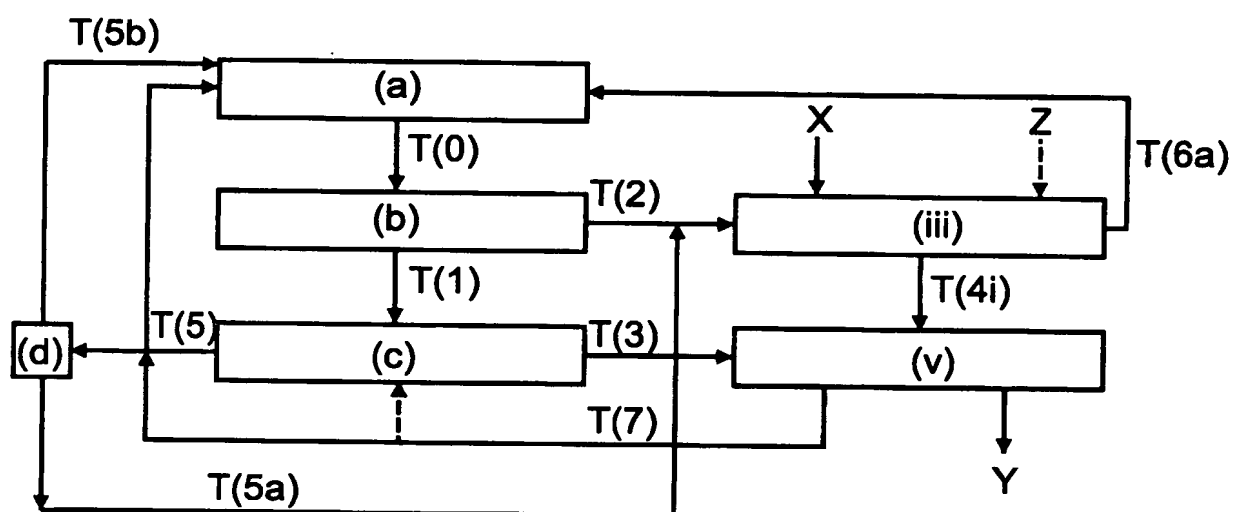 T(5b)
(a)
X
Z
T(0)
T(6a)
T(2)
(b)
(iii)
T(1)
T(4i)
T(5)
T(3)
(d)
(c)
(v)
T(7)
Y
T(5a)